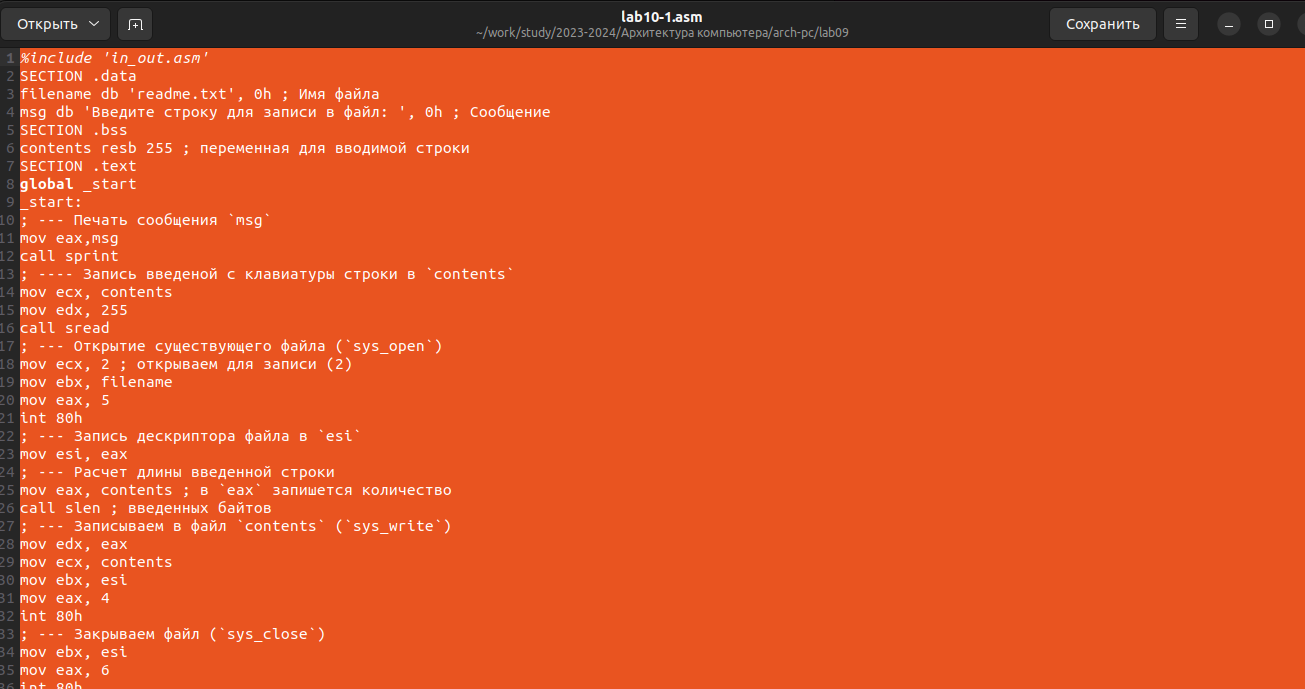 Открыть
lab10-1.asm
~/work/study/2023-2024/Архитектура компьютера/arch-pc/lab09
Сохранить
1 %include 'in_out.asm'
2 SECTION .data
3 filename db 'readme.txt', 0h ; Имя файла
4 msg db 'Введите строку для записи в файл: ', 0h ; Сообщение
5 SECTION .bss
6 contents resb 255 ; переменная для вводимой строки
7 SECTION .text
8 global _start
9 _start:
10 ; --- Печать сообщения `msg`
11 mov eax,msg
12 call sprint
13 ; ---- Запись введеной с клавиатуры строки в `contents`
14 mov ecx, contents
15 mov edx, 255
16 call sread
17 ; --- Открытие существующего файла (`sys_open`)
18 mov ecx, 2 ; открываем для записи (2)
19 mov ebx, filename
20 mov eax, 5
21 int 80h
22 ; --- Запись дескриптора файла в `esi`
23 mov esi, eax
24 ; --- Расчет длины введенной строки
25 mov eax, contents ; в `eax` запишется количество
26 call slen ; введенных байтов
27 ; --- Записываем в файл `contents` (`sys_write`)
28 mov edx, eax
29 mov ecx, contents
30 mov ebx, esi
31 mov eax, 4
32 int 80h
33 ; --- Закрываем файл (`sys_close`)
34 mov ebx, esi
35 mov eax, 6
36 int 80h